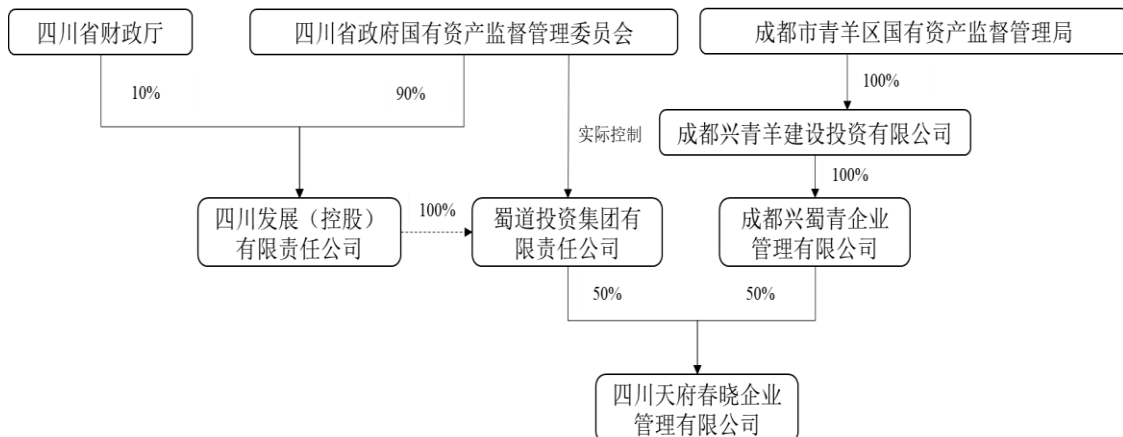 四川省财政厅
四川省政府国有资产监督管理委员会
成都市青羊区国有资产监督管理局
10%
90%
100%
实际控制
成都兴青羊建设投资有限公司
100%
四川发展（控股）
有限责任公司
100%
蜀道投资集团有
限责任公司
成都兴蜀青企业
管理有限公司
50%
50%
四川天府春晓企业
管理有限公司